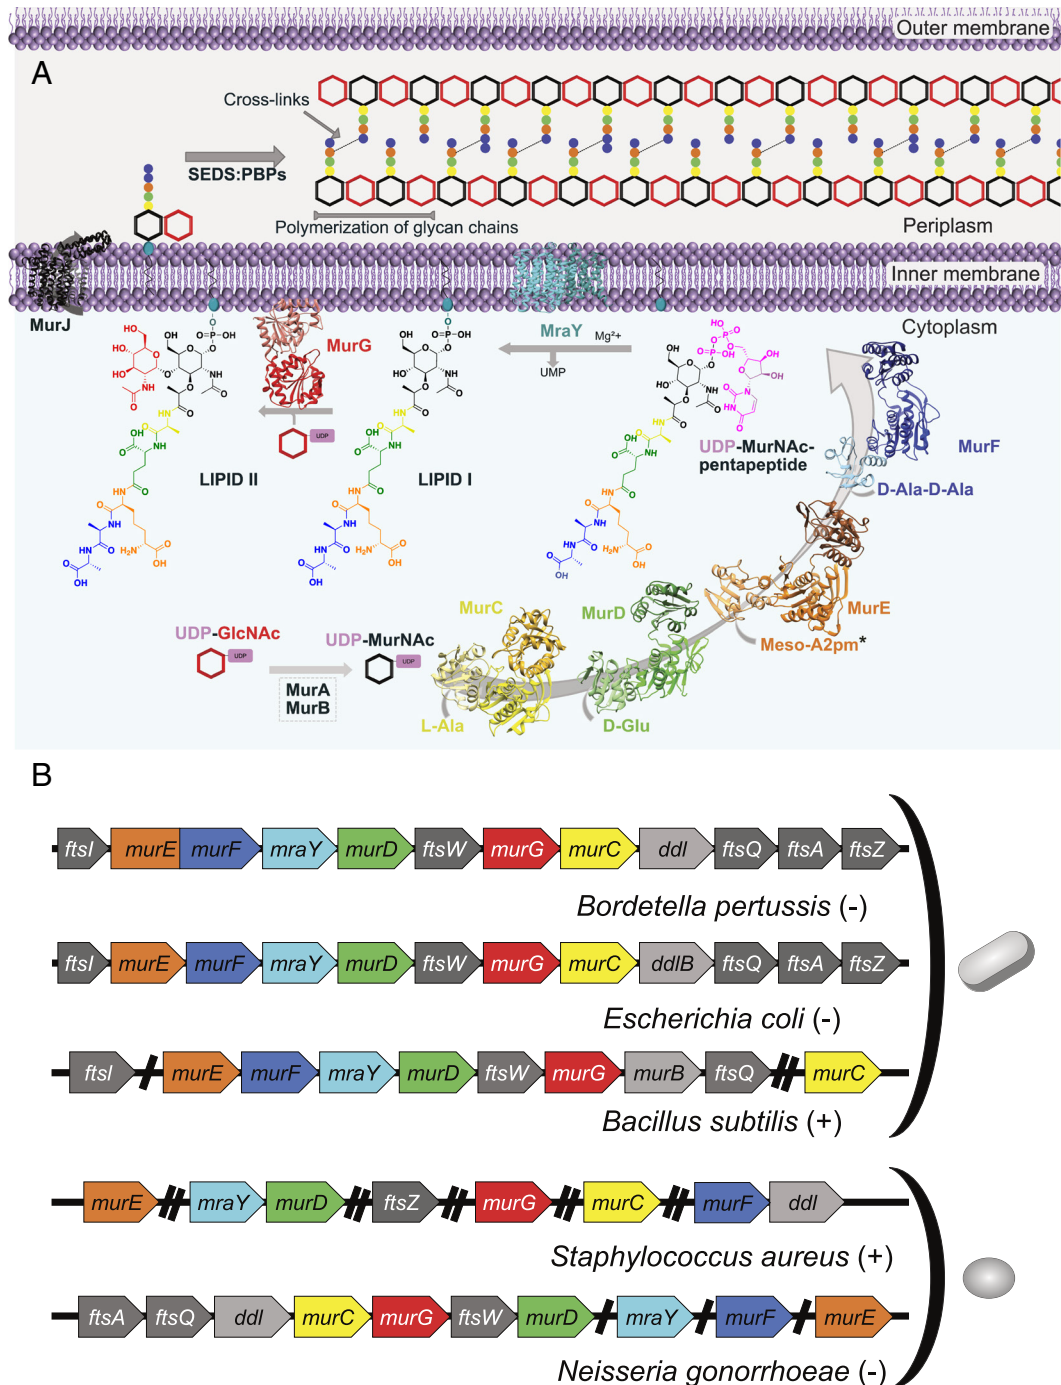 Outer membrane
A
Cross-links
SEDS:PBPs
Polymerization of glycan chains
Periplasm
Inner membrane
MurJ
MurG
MraY
Mg²⁺
UMP
Cytoplasm
UDP
LIPID II
LIPID I
UDP-MurNAc-
pentapeptide
MurF
D-Ala-D-Ala
MurC
MurD
MurE
Meso-A2pm*
UDP-GlcNAc
UDP
UDP-MurNAc
UDP
MurA
MurB
L-Ala
D-Glu
B
ftsI murE murF mraY murD ftsW murG murC ddl ftsQ ftsA ftsZ
Bordetella pertussis (-)
ftsI murE murF mraY murD ftsW murG murC ddlB ftsQ ftsA ftsZ
Escherichia coli (-)
ftsI murE murF mraY murD ftsW murG murB ftsQ murC
Bacillus subtilis (+)
murE mraY murD ftsZ murG murC murF ddl
Staphylococcus aureus (+)
ftsA ftsQ ddl murC murG ftsW murD mraY murF murE
Neisseria gonorrhoeae (-)